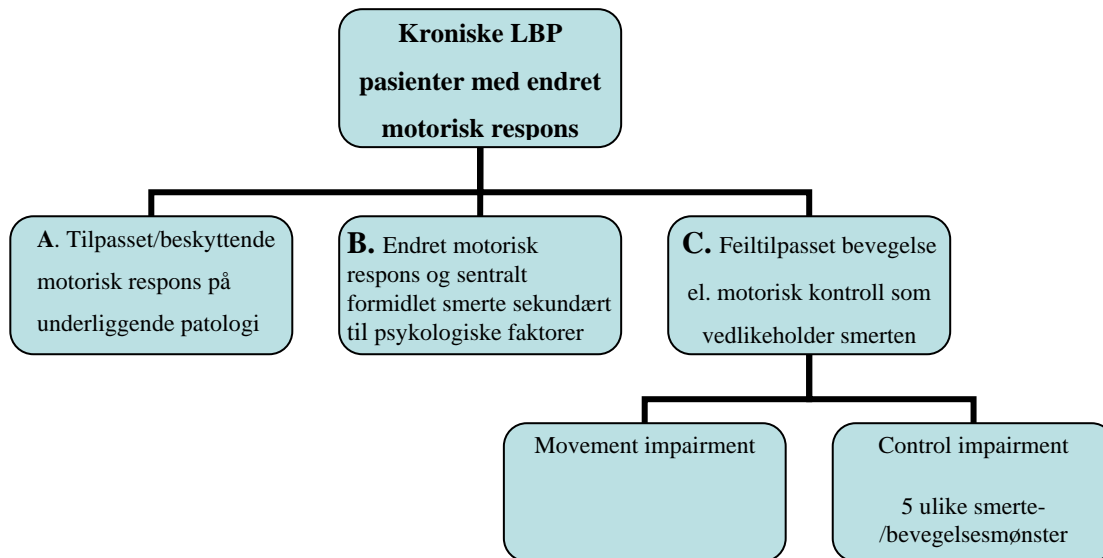 Kroniske LBP
pasienter med endret
motorisk respons
A. Tilpasset/beskyttende
motorisk respons på
underliggende patologi
B. Endret motorisk
respons og sentralt
formidlet smerte sekundært
til psykologiske faktorer
C. Feiltilpasset bevegelse
el. motorisk kontroll som
vedlikeholder smerten
Movement impairment
Control impairment
5 ulike smerte-
/bevegelsesmønster